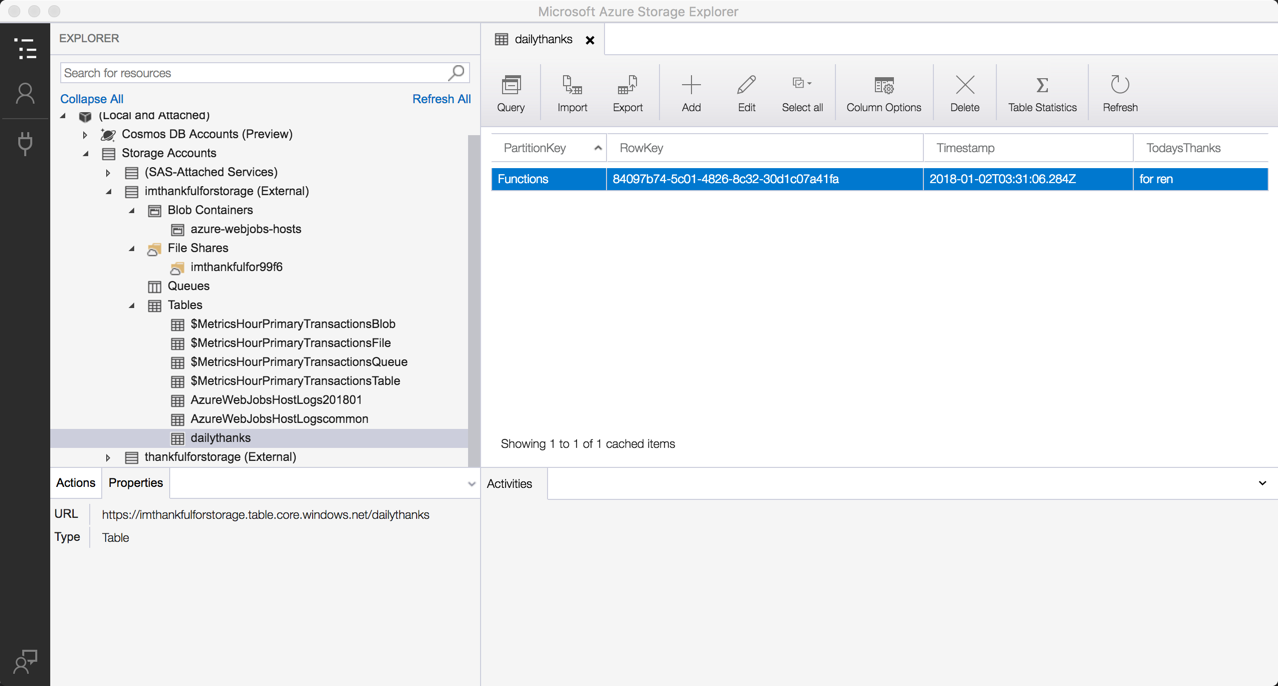 Microsoft Azure Storage Explorer
EXPLORER
Search for resources
Collapse All Refresh All
(Local and Attached)
Cosmos DB Accounts (Preview)
Storage Accounts
(SAS-Attached Services)
imthankfulforstorage (External)
Blob Containers
azure-webjobs-hosts
File Shares
imthankfulfor99f6
Queues
Tables
$MetricsHourPrimaryTransactionsBlob
$MetricsHourPrimaryTransactionsFile
$MetricsHourPrimaryTransactionsQueue
$MetricsHourPrimaryTransactionsTable
AzureWebJobsHostLogs201801
AzureWebJobsHostLogscommon
dailythanks
thankfulforstorage (External)
Actions Properties
URL https://imthankfulforstorage.table.core.windows.net/dailythanks
Type Table
dailythanks
Query Import Export Add Edit Select all Column Options Delete Table Statistics Refresh
PartitionKey RowKey Timestamp TodaysThanks
Functions 84097b74-5c01-4826-8c32-30d1c07a41fa 2018-01-02T03:31:06.284Z for ren
Showing 1 to 1 of 1 cached items
Activities